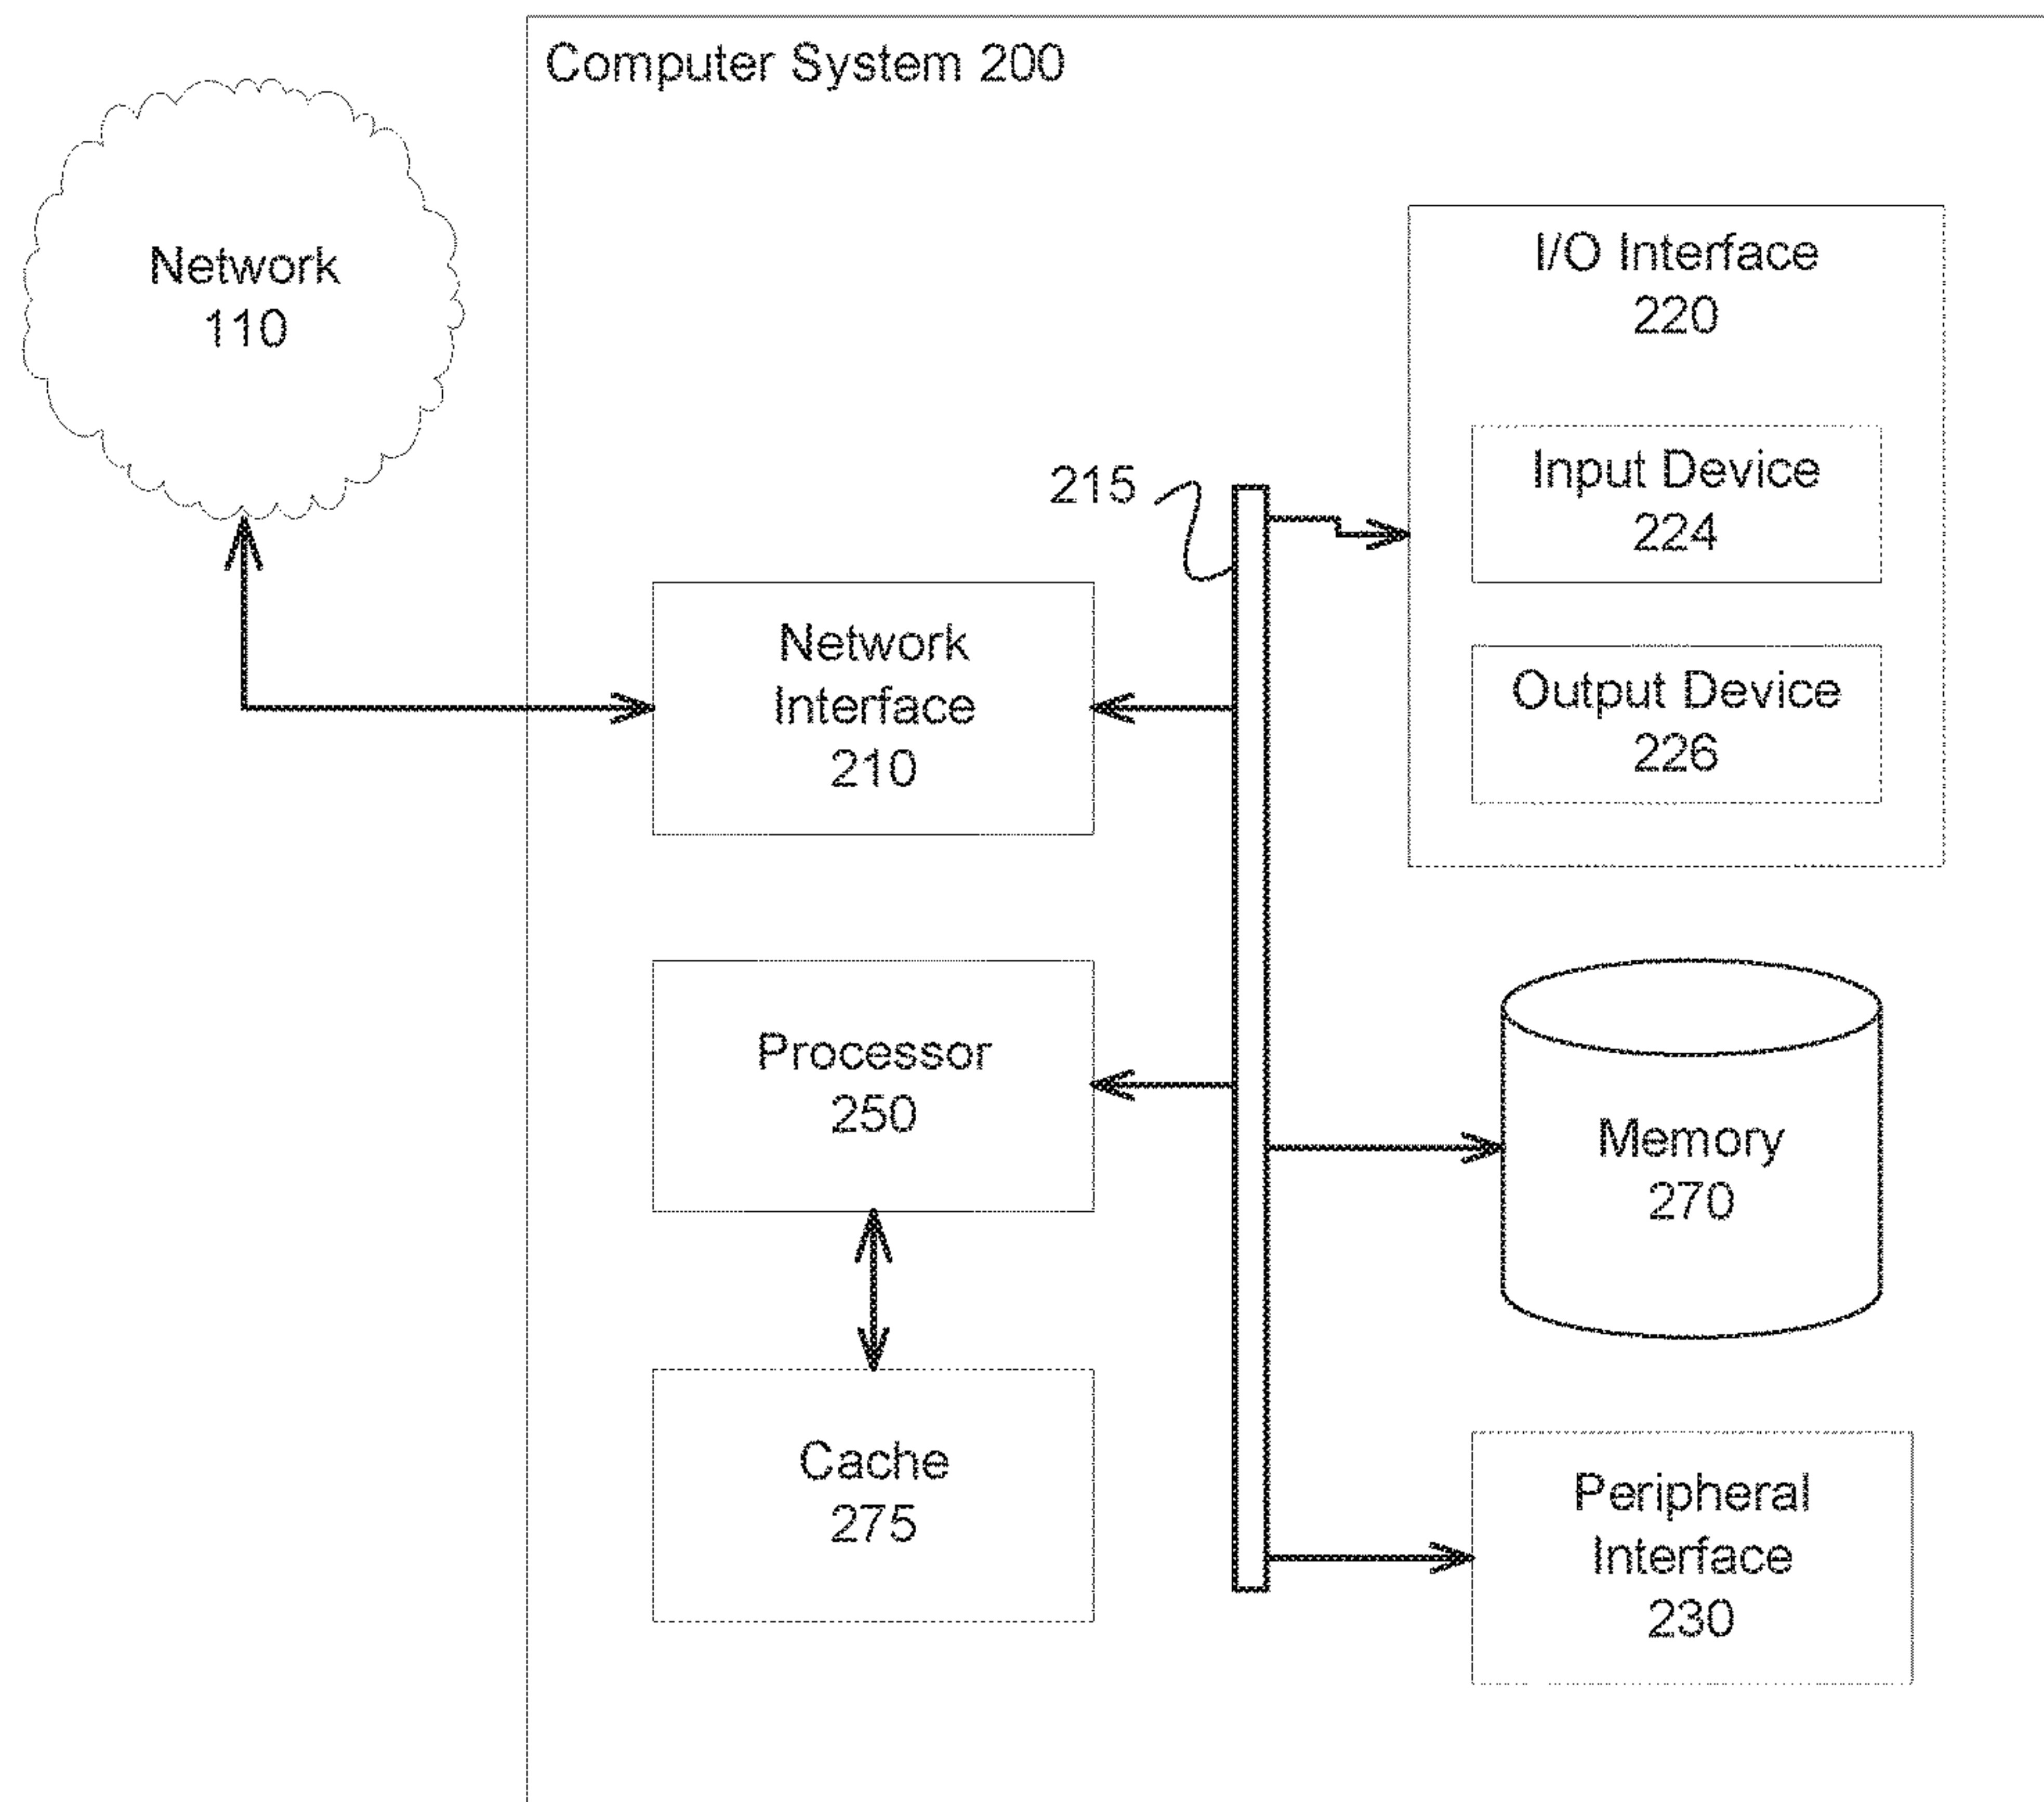 Computer System 200
Network
110
I/O Interface
220
Input Device
224
215
Output Device
226
Network
Interface
210
Processor
250
Memory
270
Cache
275
Peripheral
Interface
230